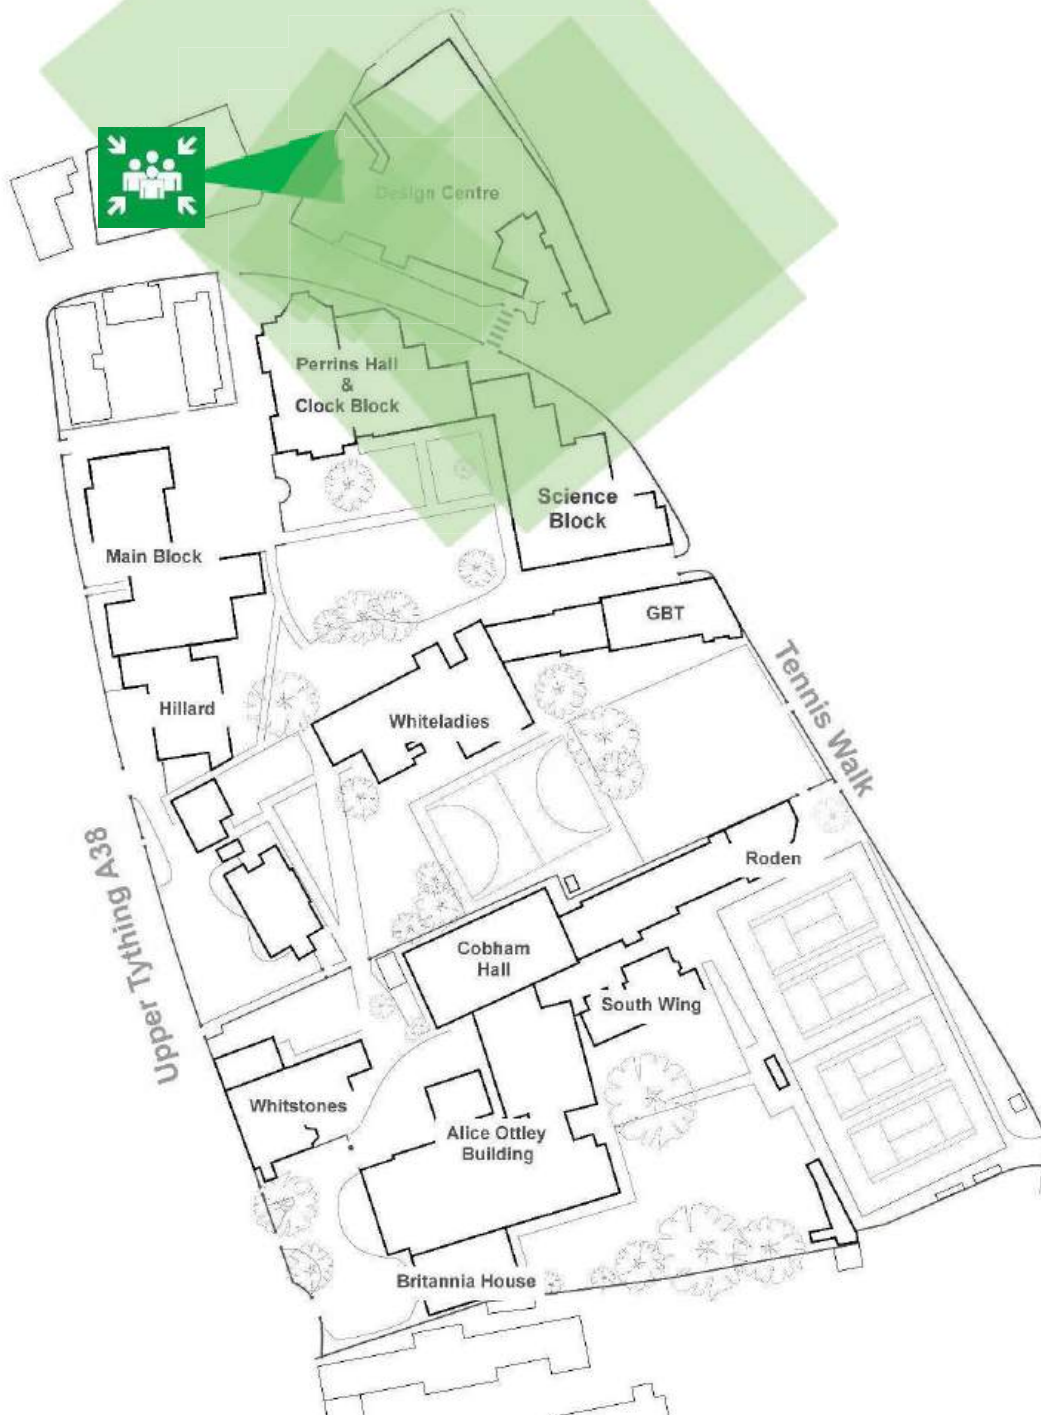 Design Centre
Perrins Hall
&
Clock Block
Science
Block
Main Block
GBT
Tennis Walk
Hillard
Whiteladies
Upper Tything A38
Roden
Cobham
Hall
South Wing
Whitstones
Alice Ottley
Building
Britannia House